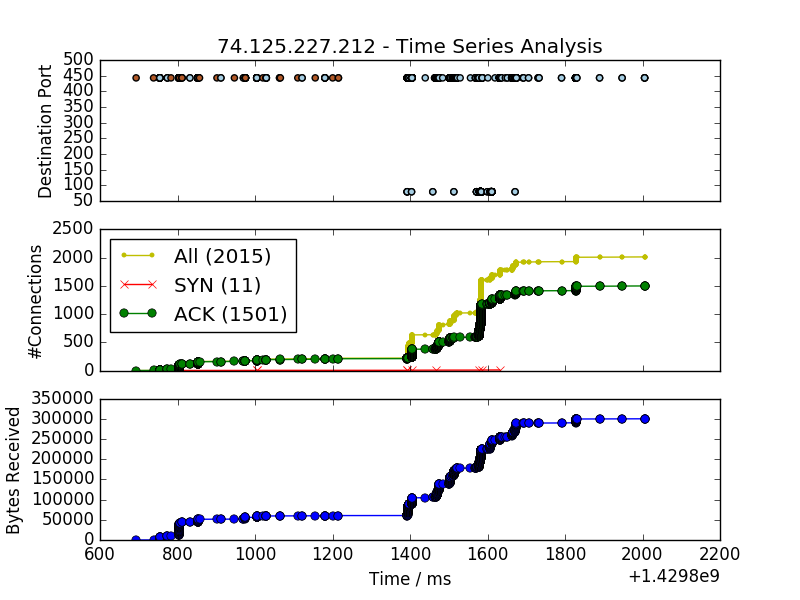 74.125.227.212 - Time Series Analysis
Destination Port
500
450
400
350
300
250
200
150
100
50
#Connections
2500
2000
1500
1000
500
0
All (2015)
SYN (11)
ACK (1501)
Bytes Received
350000
300000
250000
200000
150000
100000
50000
0
600 800 1000 1200 1400 1600 1800 2000 2200
Time / ms
+1.4298e9